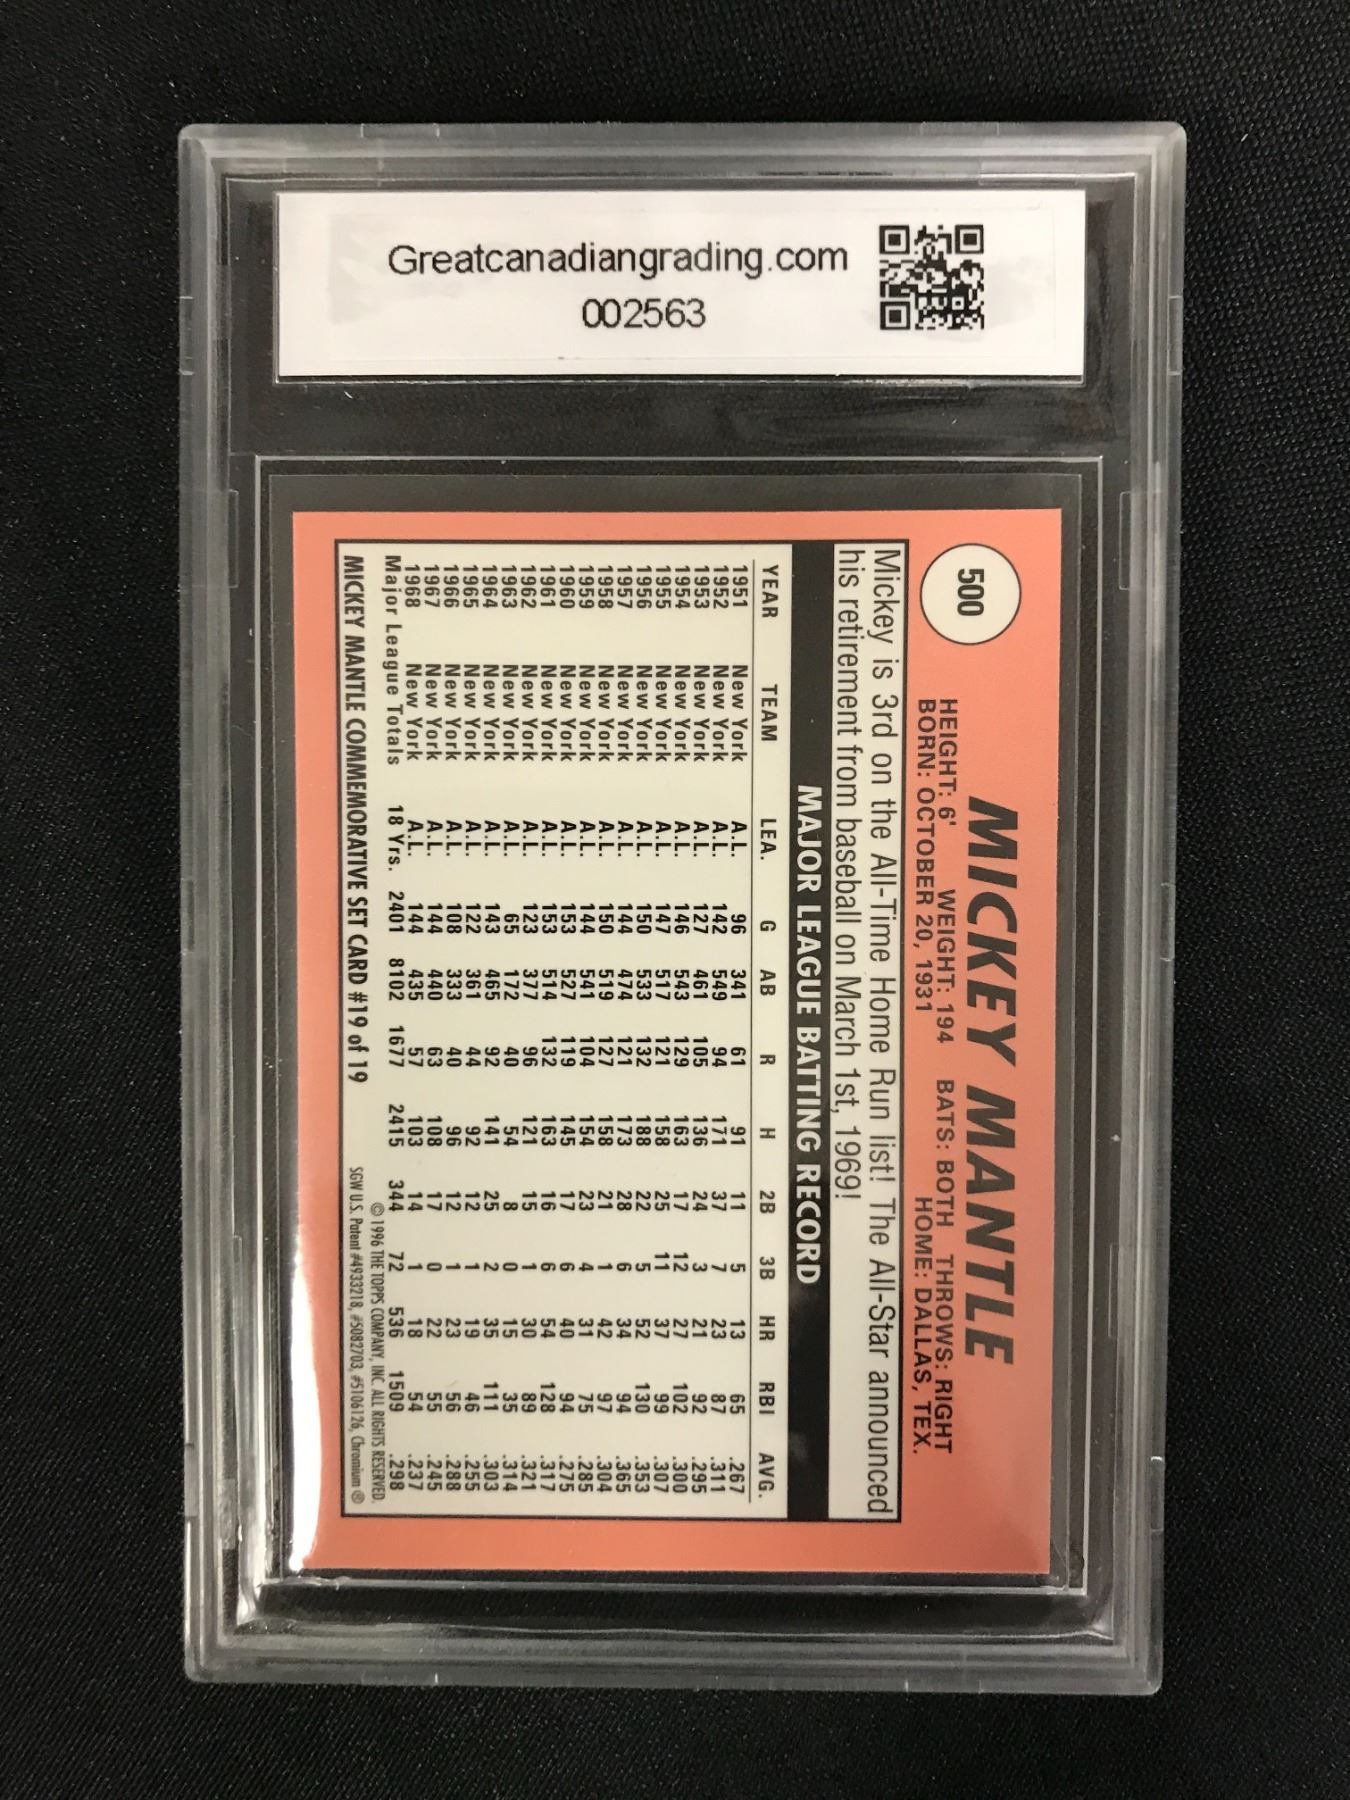 Greatcanadiangrading.com
002563
500
MICKEY MANTLE
HEIGHT: 6' WEIGHT: 194 BATS: BOTH THROWS: RIGHT
BORN: OCTOBER 20, 1931 HOME: DALLAS, TEX.
Mickey is 3rd on the All-Time Home Run list! The All-Star announced
his retirement from baseball on March 1st, 1969!
MAJOR LEAGUE BATTING RECORD
YEAR TEAM LEA. G AB R H 2B 3B HR RBI AVG.
1951 New York A.L. 96 341 61 91 11 5 13 65 .267
1952 New York A.L. 142 549 94 171 37 7 23 87 .311
1953 New York A.L. 127 461 105 136 24 3 21 92 .295
1954 New York A.L. 146 543 129 163 17 12 27 102 .300
1955 New York A.L. 147 517 121 158 25 11 37 99 .307
1956 New York A.L. 150 533 132 188 22 5 52 130 .353
1957 New York A.L. 144 474 121 173 28 6 34 94 .365
1958 New York A.L. 150 519 127 158 21 1 42 97 .304
1959 New York A.L. 144 541 104 154 23 4 31 75 .285
1960 New York A.L. 153 527 119 145 17 6 40 94 .275
1961 New York A.L. 153 514 132 163 16 6 54 128 .317
1962 New York A.L. 123 377 96 121 15 1 30 89 .321
1963 New York A.L. 65 172 40 54 8 0 15 35 .314
1964 New York A.L. 143 465 92 141 25 2 35 111 .303
1965 New York A.L. 122 361 44 92 12 1 19 46 .255
1966 New York A.L. 108 333 40 96 12 1 23 56 .288
1967 New York A.L. 144 440 63 108 17 0 22 55 .245
1968 New York A.L. 144 435 57 103 14 1 18 54 .237
Major League Totals 18 Yrs. 2401 8102 1677 2415 344 72 536 1509 .298
© 1996 THE TOPPS COMPANY, INC. ALL RIGHTS RESERVED.
MICKEY MANTLE COMMEMORATIVE SET CARD #19 of 19 SGW U.S. Patent #4933218, #5082703, #5106126, Chromium ®